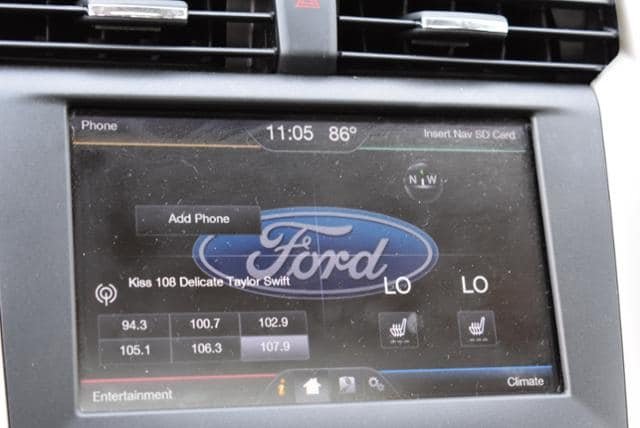 Phone 11:05 86° Insert Nav SD Card
N W
Add Phone
Ford
Kiss 108 Delicate Taylor Swift
LO LO
94.3 100.7 102.9
105.1 106.3 107.9
Entertainment i Climate